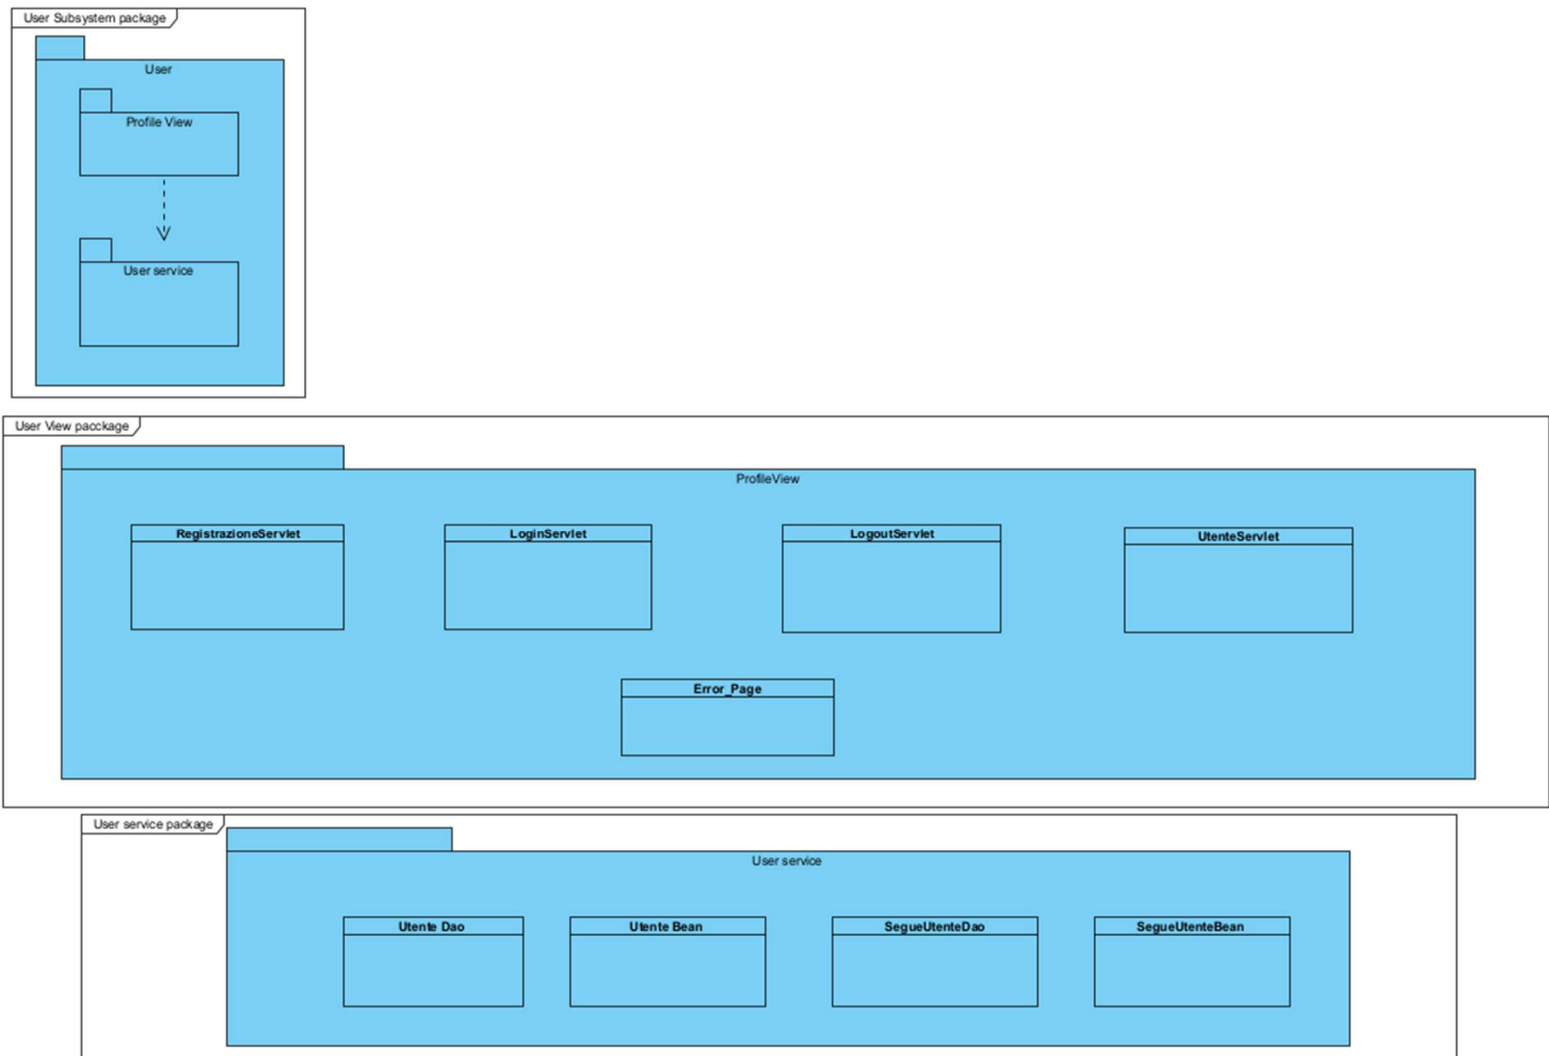 User Subsystem package
User
Profile View
User service
User View pacckage
ProfileView
RegistrazioneServlet
LoginServlet
LogoutServlet
UtenteServlet
Error_Page
User service package
User service
Utente Dao
Utente Bean
SegueUtenteDao
SegueUtenteBean